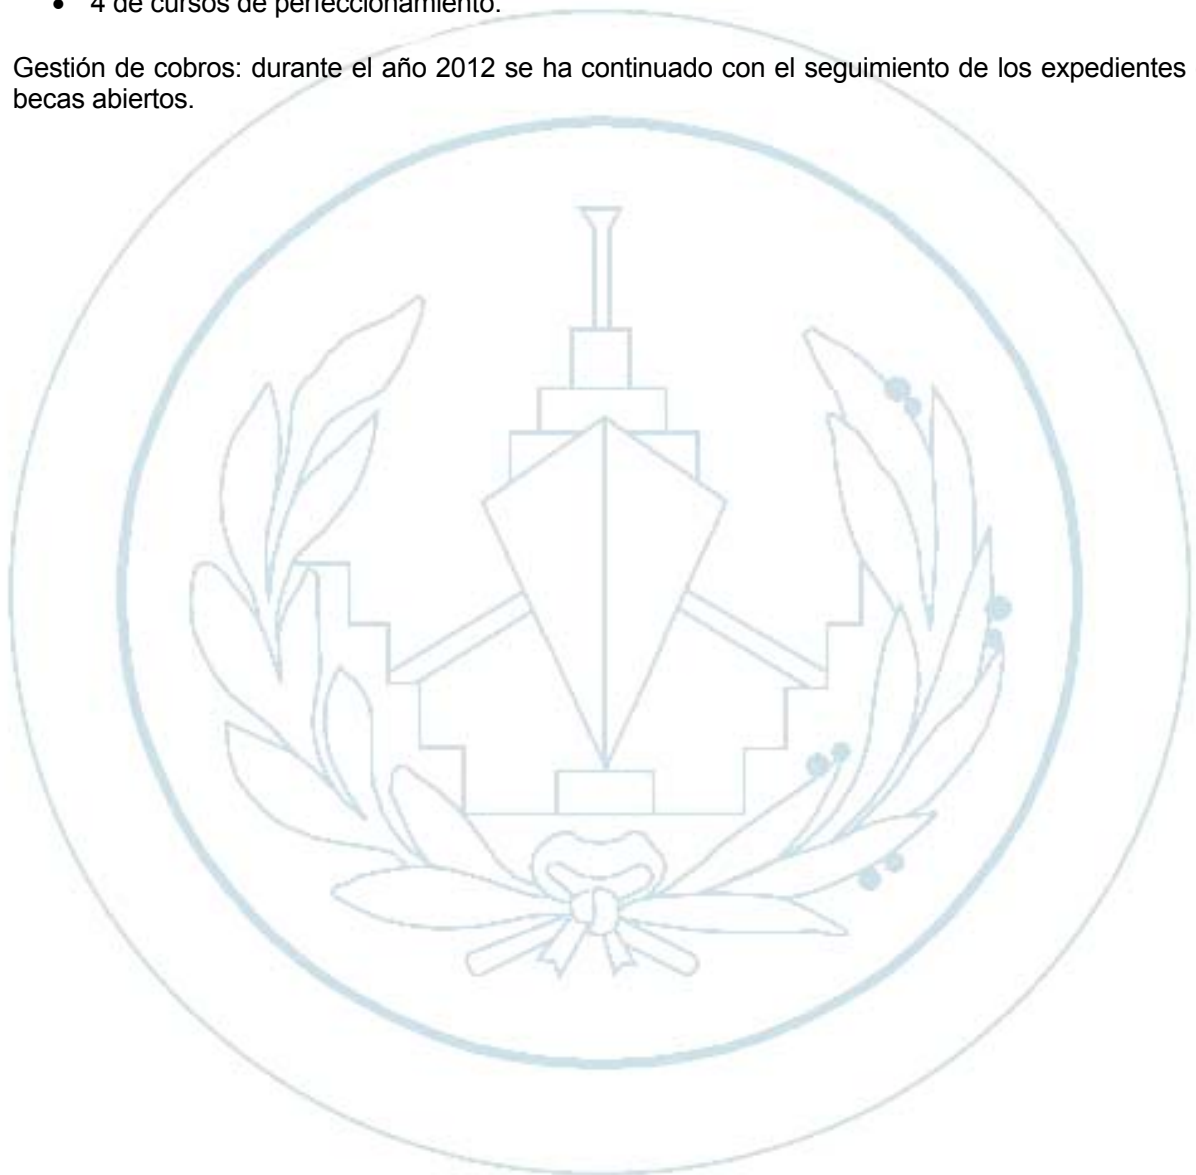 • 4 de cursos de perfeccionamiento.
Gestión de cobros: durante el año 2012 se ha continuado con el seguimiento de los expedientes
becas abiertos.